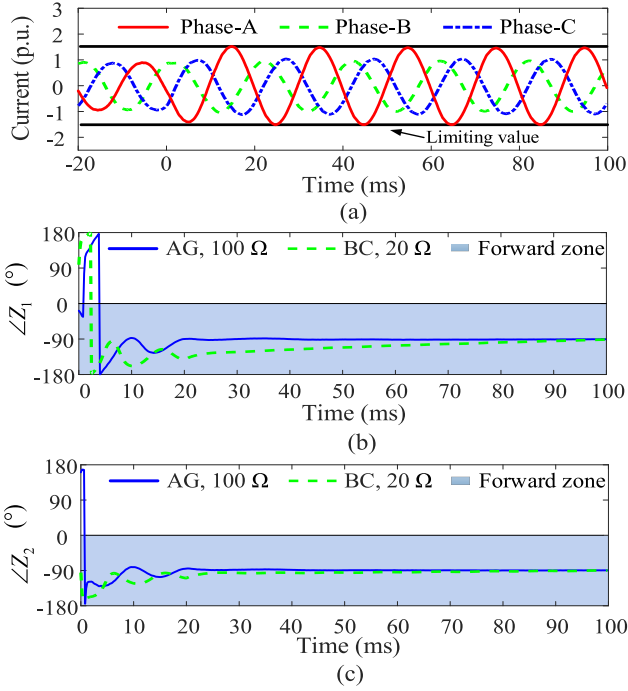 Phase-A Phase-B Phase-C
Current (p.u.)
3
2
1
0
-1
-2
Limiting value
-20 0 20 40 60 80 100
Time (ms)
(a)
AG, 100 Ω BC, 20 Ω Forward zone
∠Z1 (°)
180
90
0
-90
-180
0 10 20 30 40 50 60 70 80 90 100
Time (ms)
(b)
AG, 100 Ω BC, 20 Ω Forward zone
∠Z2 (°)
180
90
0
-90
-180
0 10 20 30 40 50 60 70 80 90 100
Time (ms)
(c)